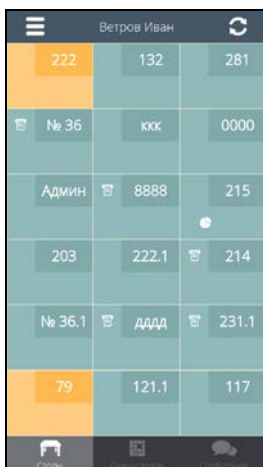 Ветров Иван
222 132 281
№ 36 ккк 0000
Админ 8888 215
203 222.1 214
№ 36.1 дддд 231.1
79 121.1 117
Столы